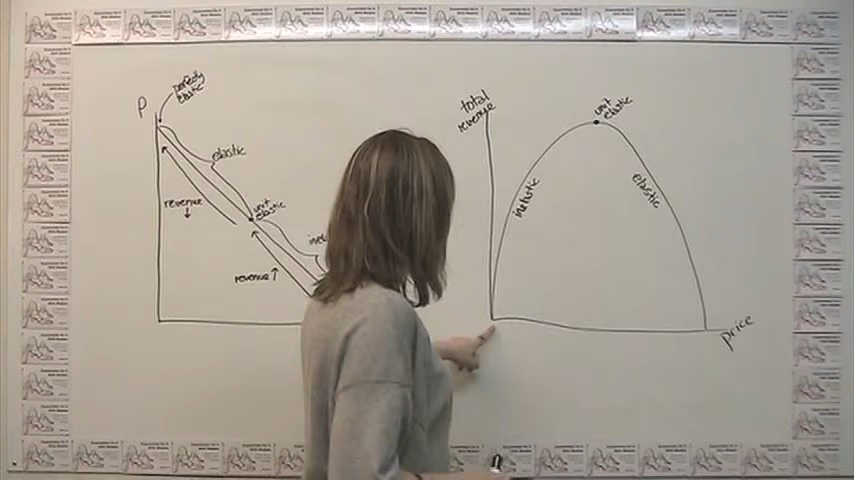 P
perfectly
elastic
elastic
unit
elastic
revenue
↓
revenue ↑
total
revenue
unit
elastic
inelastic
elastic
price